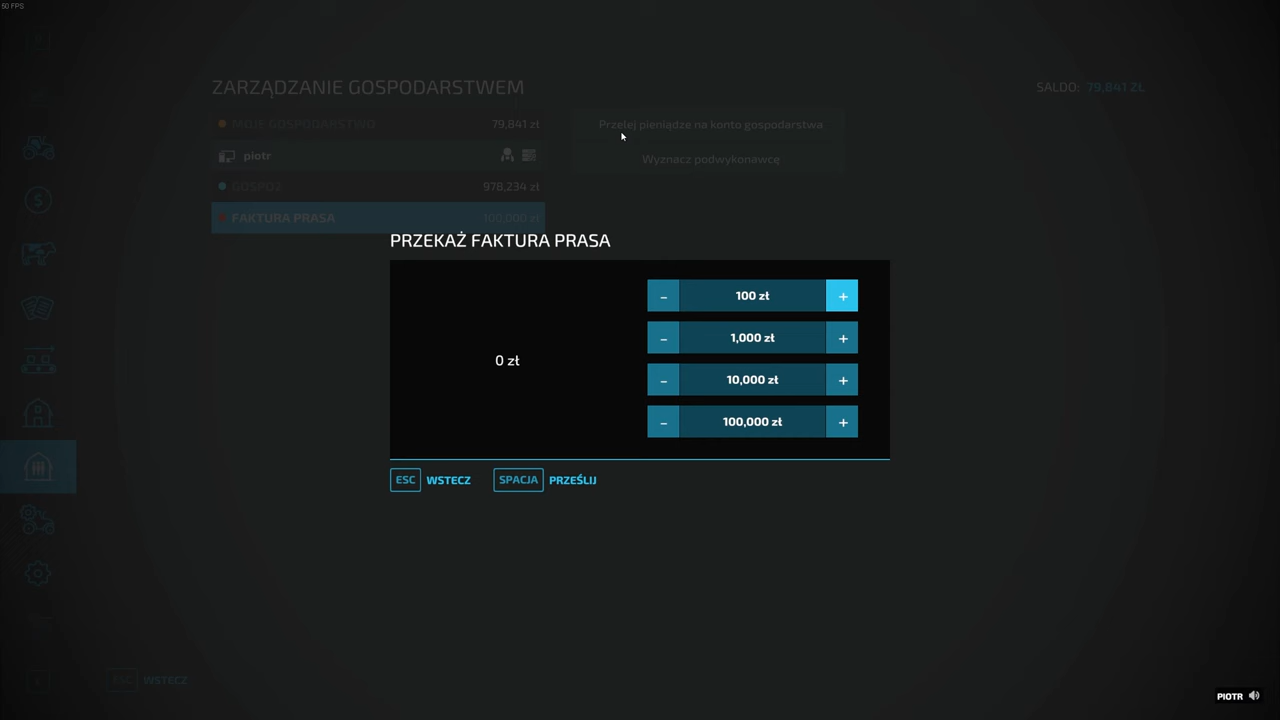 50 FPS
ZARZĄDZANIE GOSPODARSTWEM
SALDO: 79,841 ZŁ
MOJE GOSPODARSTWO 79,841 zł
Przelej pieniądze na konto gospodarstwa
piotr
Wyznacz podwykonawcę
GOSPO2 978,234 zł
FAKTURA PRASA 100,000 zł
PRZEKAŻ FAKTURA PRASA
- 100 zł +
- 1,000 zł +
0 zł
- 10,000 zł +
- 100,000 zł +
ESC WSTECZ SPACJA PRZEŚLIJ
ESC WSTECZ
PIOTR